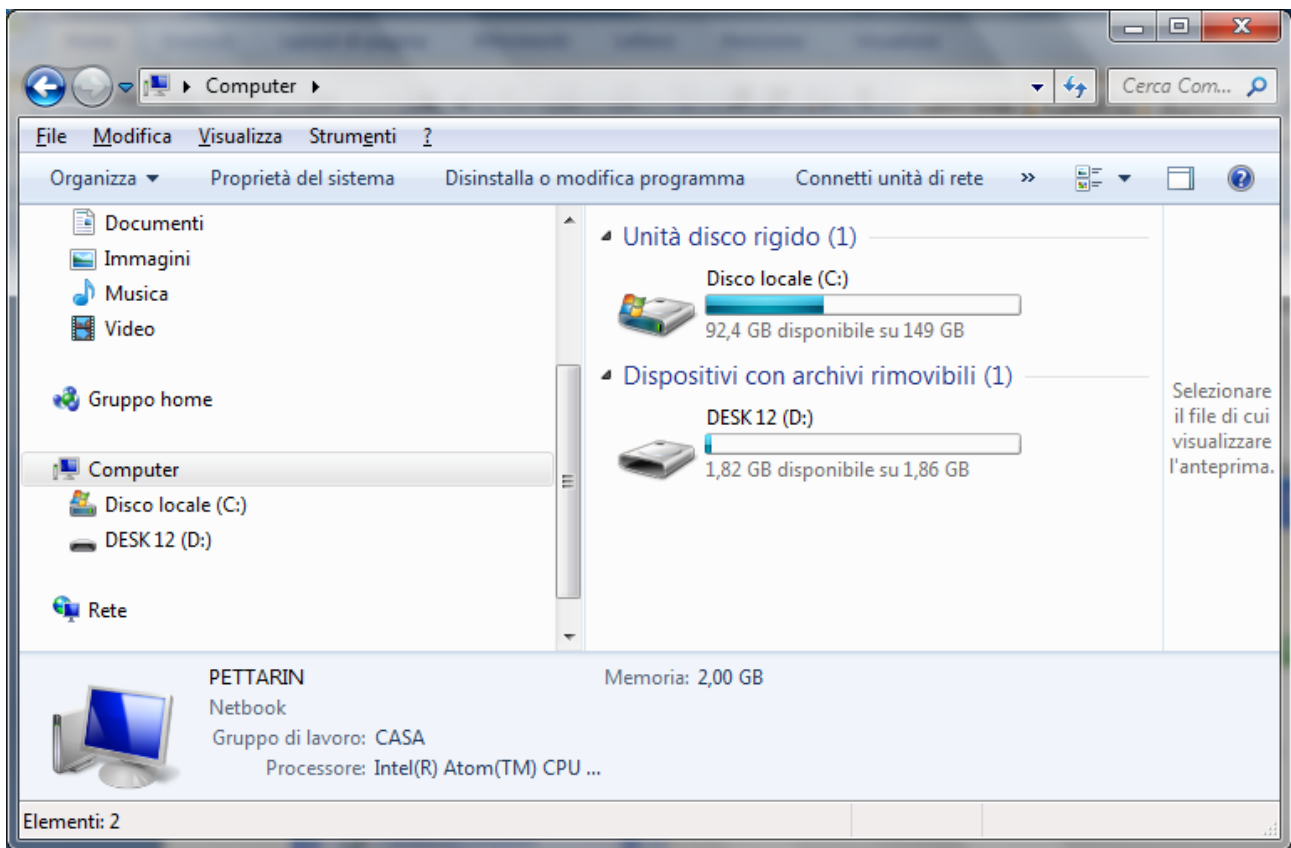 Computer
Cerca Com...
File Modifica Visualizza Strumenti ?
Organizza Proprietà del sistema Disinstalla o modifica programma Connetti unità di rete »
Documenti
Immagini
Musica
Video
Gruppo home
Computer
Disco locale (C:)
DESK 12 (D:)
Rete
Unità disco rigido (1)
Disco locale (C:)
92,4 GB disponibile su 149 GB
Dispositivi con archivi rimovibili (1)
DESK 12 (D:)
1,82 GB disponibile su 1,86 GB
Selezionare
il file di cui
visualizzare
l'anteprima.
PETTARIN
Netbook
Gruppo di lavoro: CASA
Processore: Intel(R) Atom(TM) CPU ...
Memoria: 2,00 GB
Elementi: 2